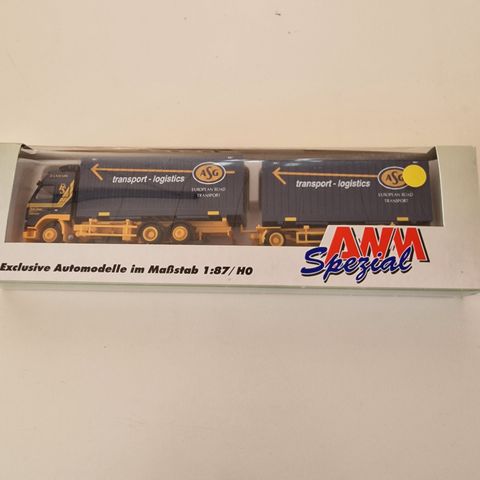 transport - logistics
ASG
EUROPEAN ROAD
TRANSPORT
transport - logistics
ASG
EUROPEAN ROAD
TRANSPORT
AWM
Spezial
Exclusive Automodelle im Maßstab 1:87/H0